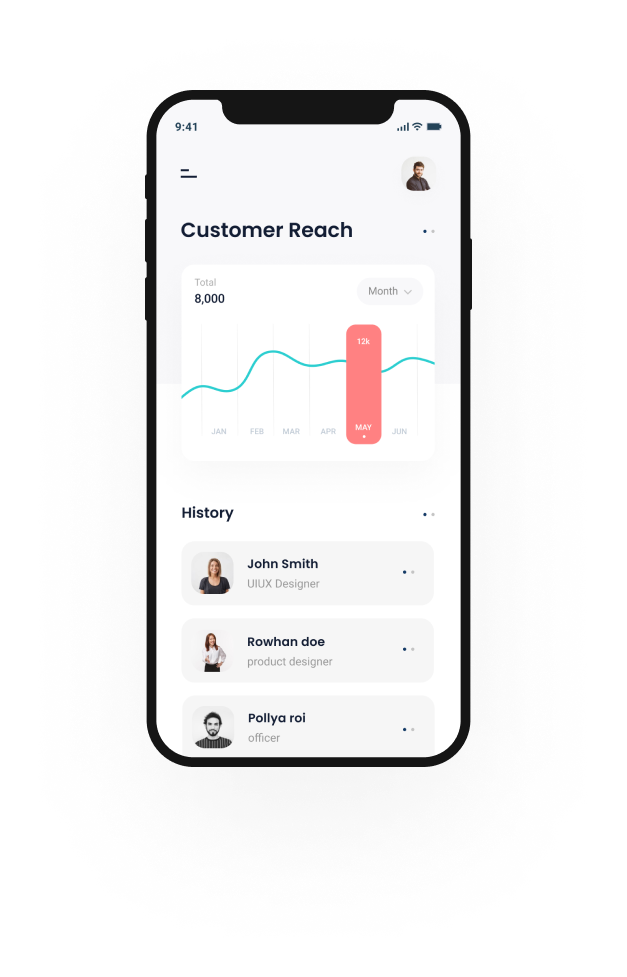 9:41
Customer Reach
Total
8,000
Month
12k
JAN FEB MAR APR MAY JUN
History
John Smith
UIUX Designer
Rowhan doe
product designer
Pollya roi
officer